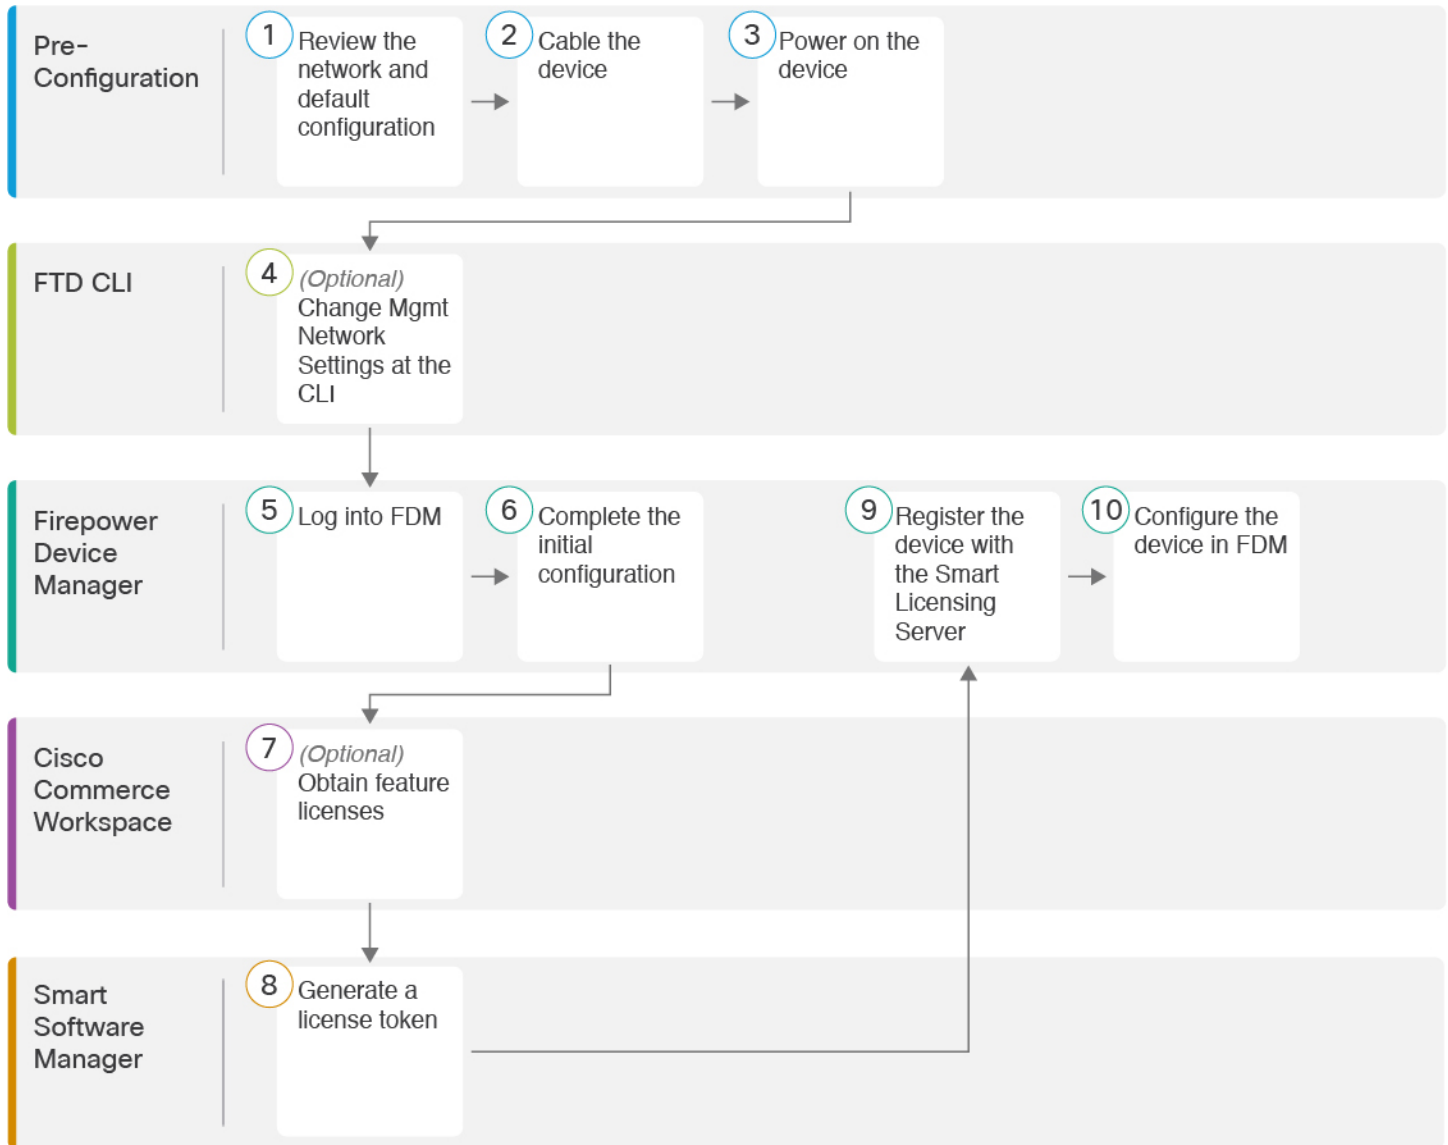 Pre-
Configuration
1
Review the
network and
default
configuration
2
Cable the
device
3
Power on the
device
FTD CLI
4
(Optional)
Change Mgmt
Network
Settings at the
CLI
Firepower
Device
Manager
5
Log into FDM
6
Complete the
initial
configuration
9
Register the
device with
the Smart
Licensing
Server
10
Configure the
device in FDM
Cisco
Commerce
Workspace
7
(Optional)
Obtain feature
licenses
Smart
Software
Manager
8
Generate a
license token